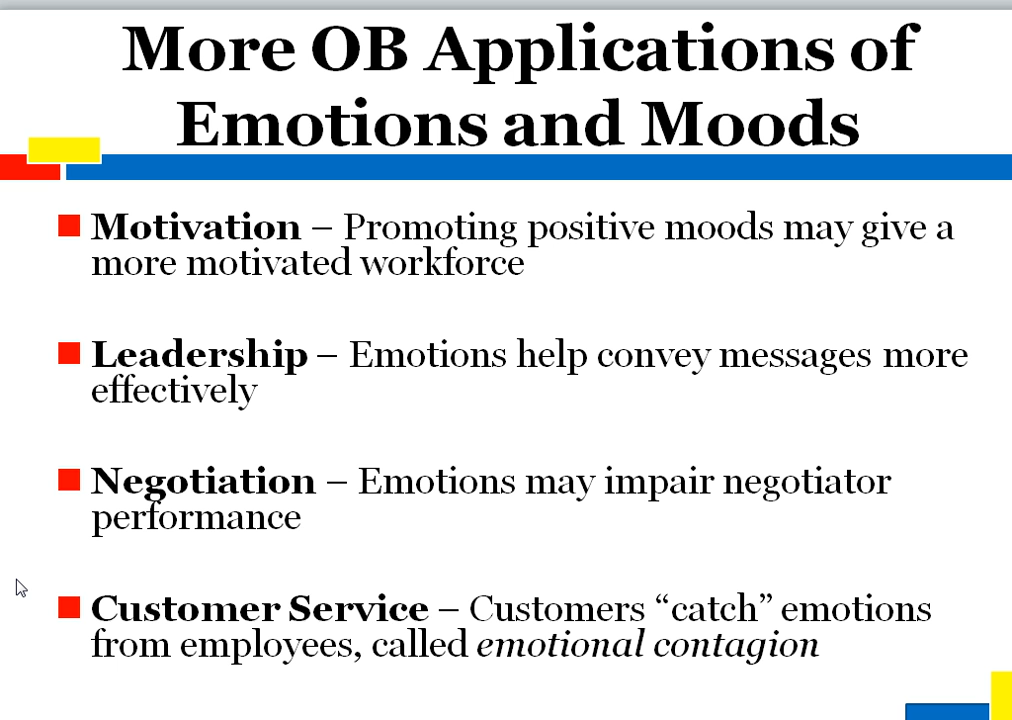 More OB Applications of
Emotions and Moods
Motivation – Promoting positive moods may give a
more motivated workforce
Leadership – Emotions help convey messages more
effectively
Negotiation – Emotions may impair negotiator
performance
Customer Service – Customers “catch” emotions
from employees, called emotional contagion